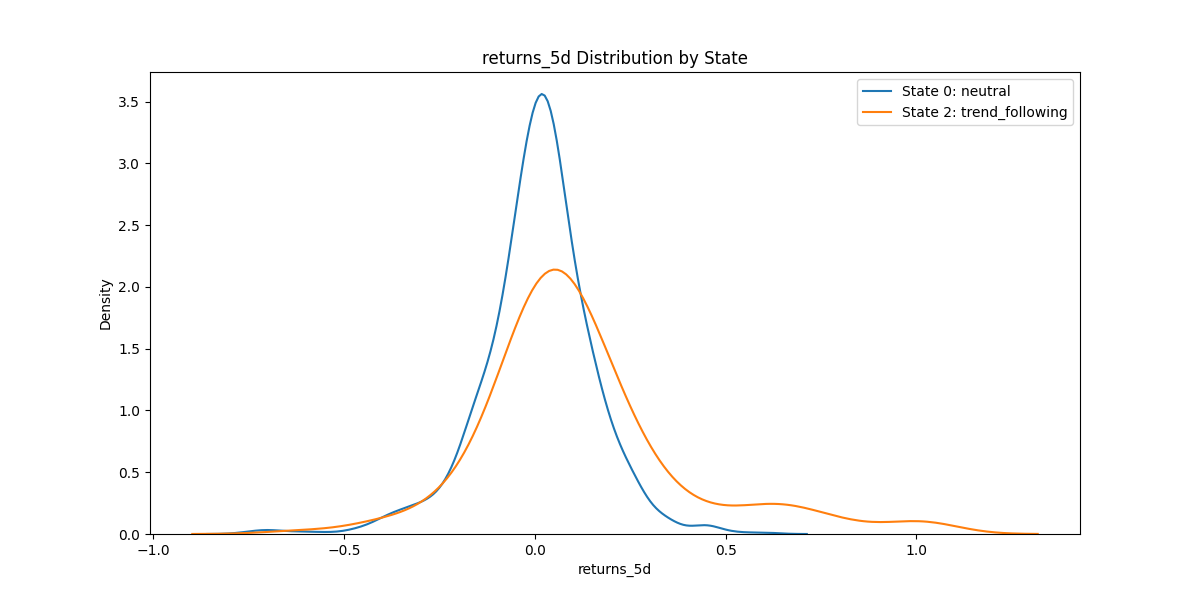 returns_5d Distribution by State
State 0: neutral
State 2: trend_following
Density
3.5
3.0
2.5
2.0
1.5
1.0
0.5
0.0
−1.0
−0.5
0.0
0.5
1.0
returns_5d